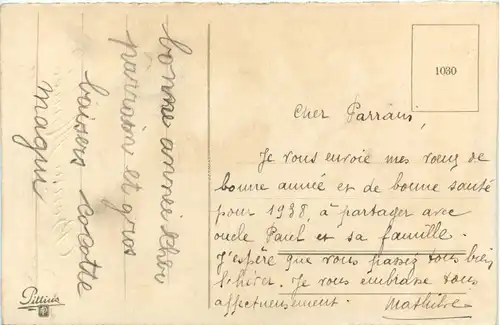 bonne année cher
parrain et gros
baisers cocotte
magui
Pittius
1030
Cher Parrain,
Je vous envoie mes voeux de
bonne année et de bonne santé
pour 1938, à partager avec
oncle Paul et sa famille.
J'espère que vous passez tous bien
l'hiver. Je vous embrasse tous
affectueusement. Mathilde